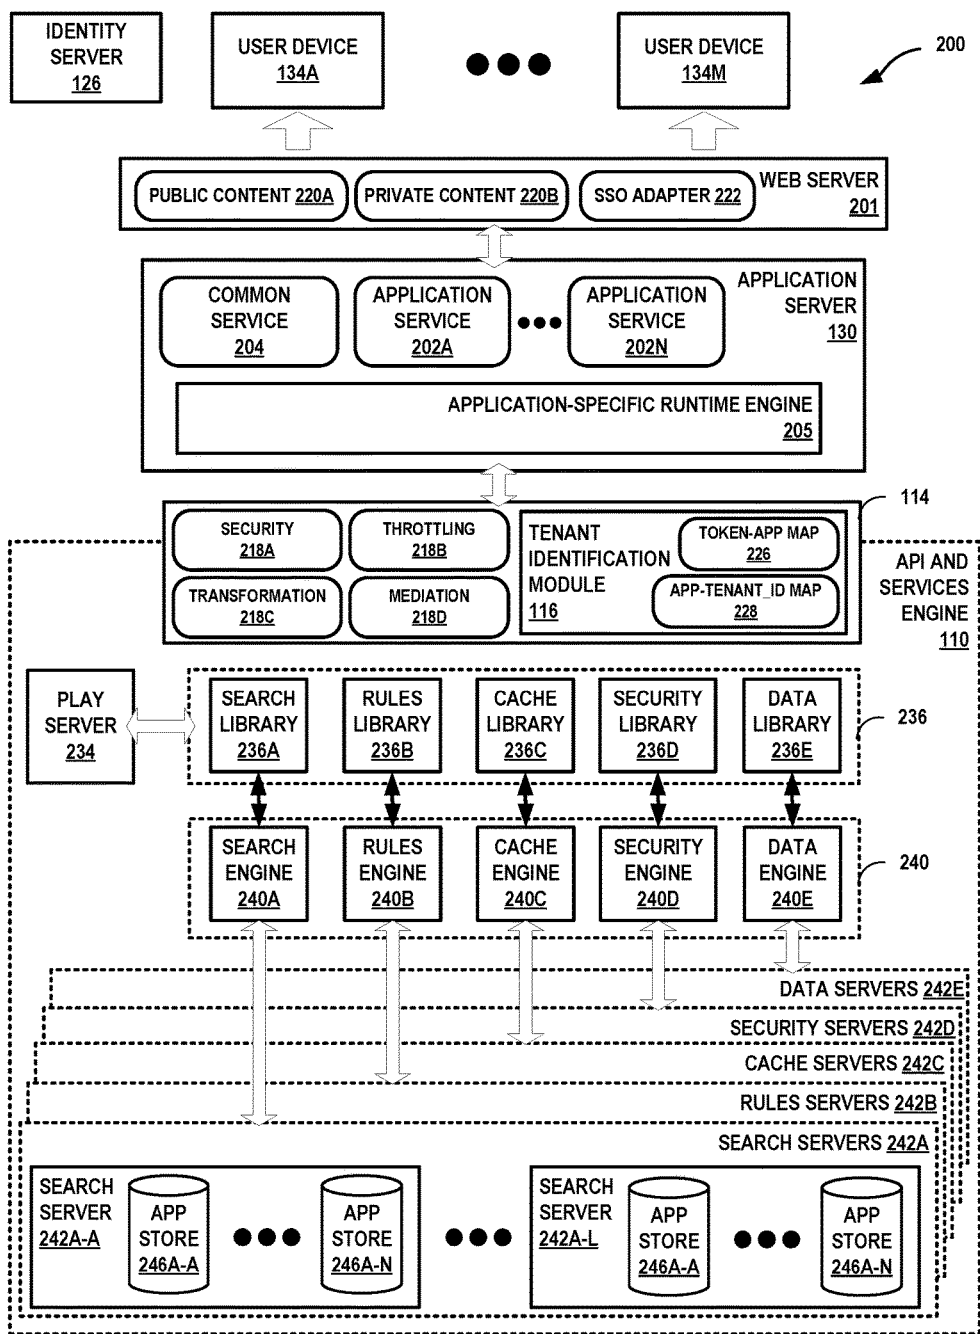 IDENTITY
SERVER
126
USER DEVICE
134A
USER DEVICE
134M
200
PUBLIC CONTENT 220A
PRIVATE CONTENT 220B
SSO ADAPTER 222
WEB SERVER
201
COMMON
SERVICE
204
APPLICATION
SERVICE
202A
APPLICATION
SERVICE
202N
APPLICATION
SERVER
130
APPLICATION-SPECIFIC RUNTIME ENGINE
205
114
SECURITY
218A
THROTTLING
218B
TRANSFORMATION
218C
MEDIATION
218D
TENANT
IDENTIFICATION
MODULE
116
TOKEN-APP MAP
226
APP-TENANT_ID MAP
228
API AND
SERVICES
ENGINE
110
PLAY
SERVER
234
SEARCH
LIBRARY
236A
RULES
LIBRARY
236B
CACHE
LIBRARY
236C
SECURITY
LIBRARY
236D
DATA
LIBRARY
236E
236
SEARCH
ENGINE
240A
RULES
ENGINE
240B
CACHE
ENGINE
240C
SECURITY
ENGINE
240D
DATA
ENGINE
240E
240
DATA SERVERS 242E
SECURITY SERVERS 242D
CACHE SERVERS 242C
RULES SERVERS 242B
SEARCH SERVERS 242A
SEARCH
SERVER
242A-A
APP
STORE
246A-A
APP
STORE
246A-N
SEARCH
SERVER
242A-L
APP
STORE
246A-A
APP
STORE
246A-N